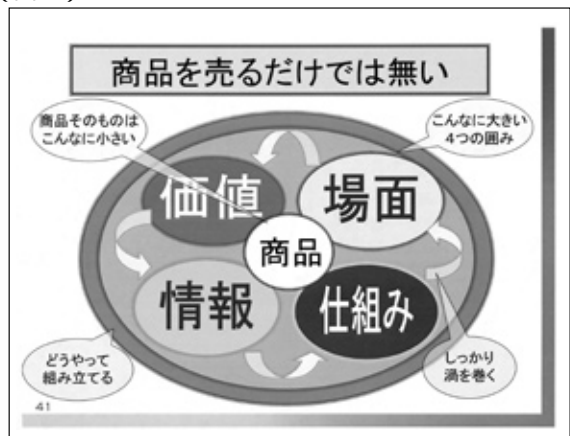 商品を売るだけでは無い
商品そのものは
こんなに小さい
こんなに大きい
4つの囲み
価値
場面
商品
情報
仕組み
どうやって
組み立てる
しっかり
渦を巻く
41